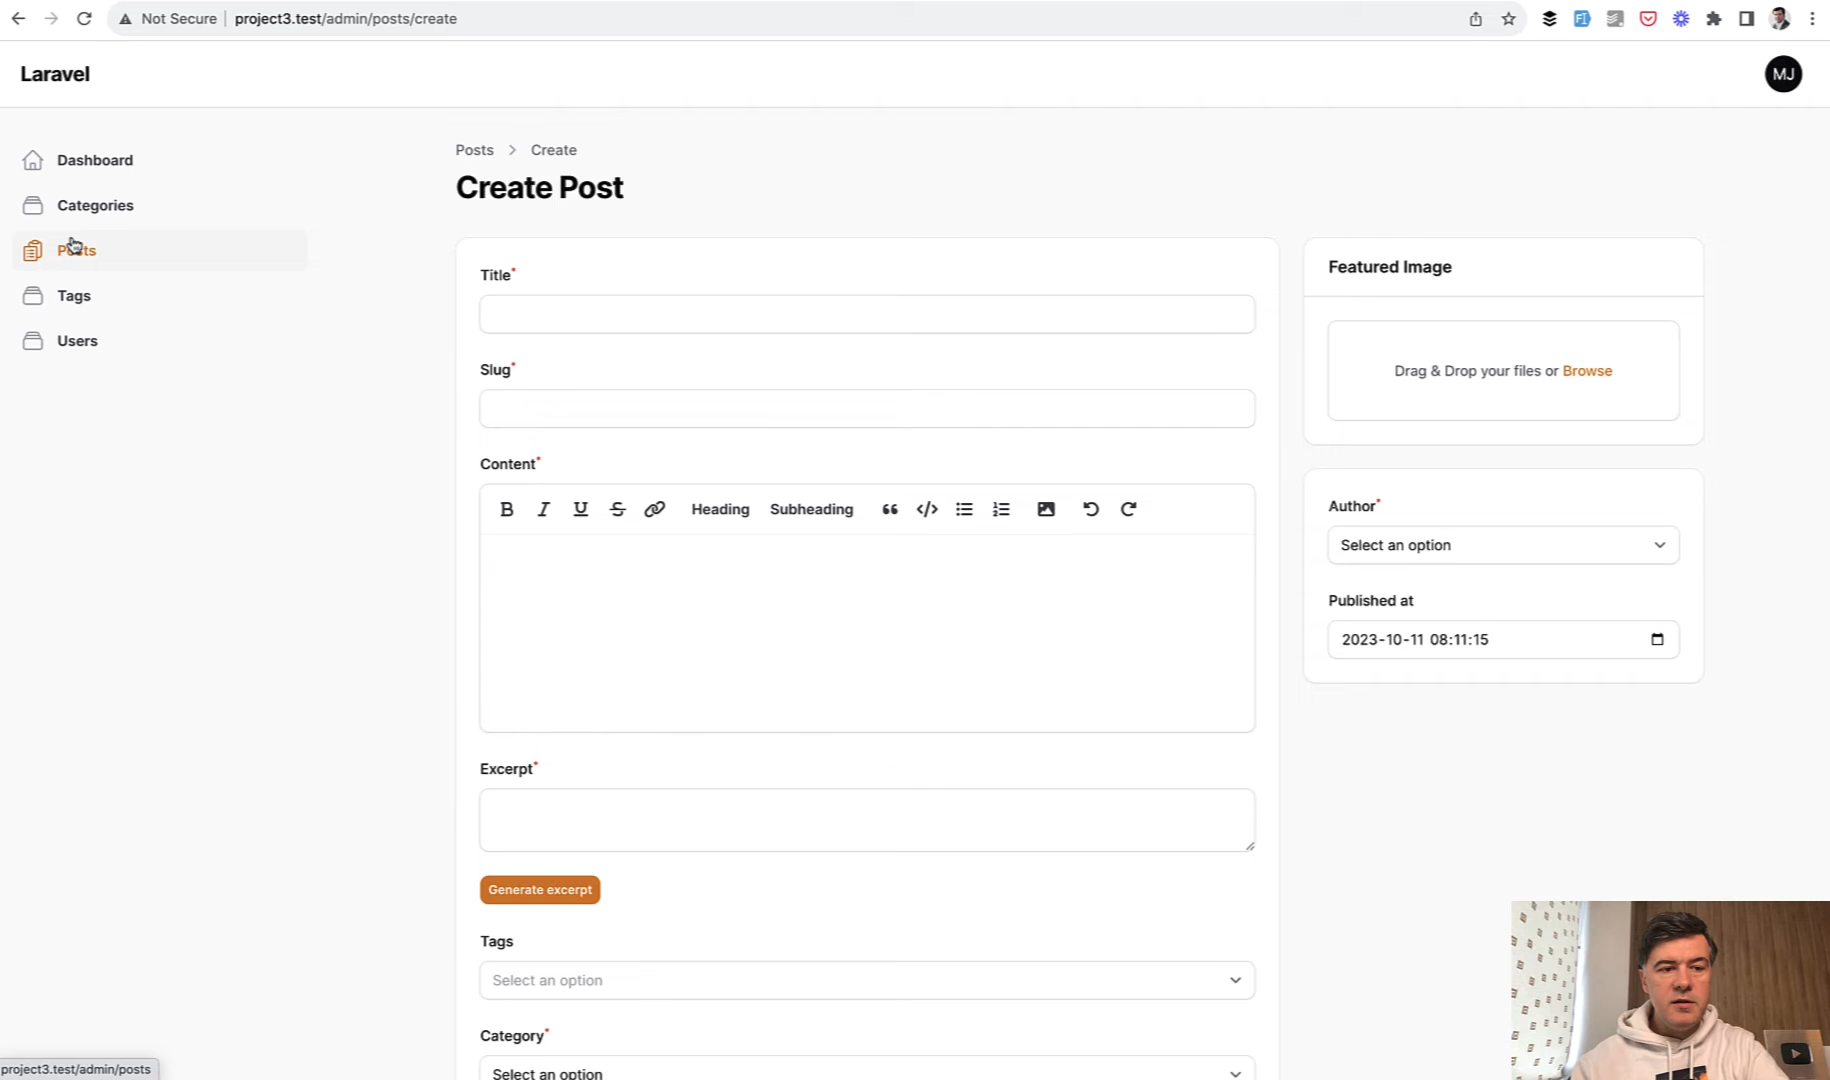 Not Secure project3.test/admin/posts/create
Laravel
MJ
Dashboard
Categories
Posts
Tags
Users
Posts > Create
Create Post
Title*
Slug*
Content*
B I U S Heading Subheading
Excerpt*
Generate excerpt
Tags
Select an option
Category*
Select an option
Featured Image
Drag & Drop your files or Browse
Author*
Select an option
Published at
2023-10-11 08:11:15
project3.test/admin/posts